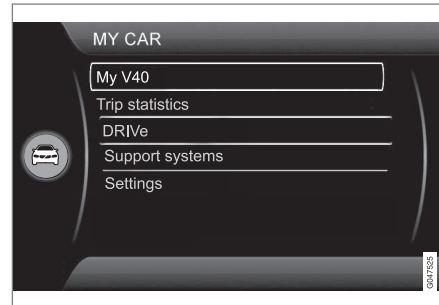 MY CAR
My V40
Trip statistics
DRIVe
Support systems
Settings
G047525